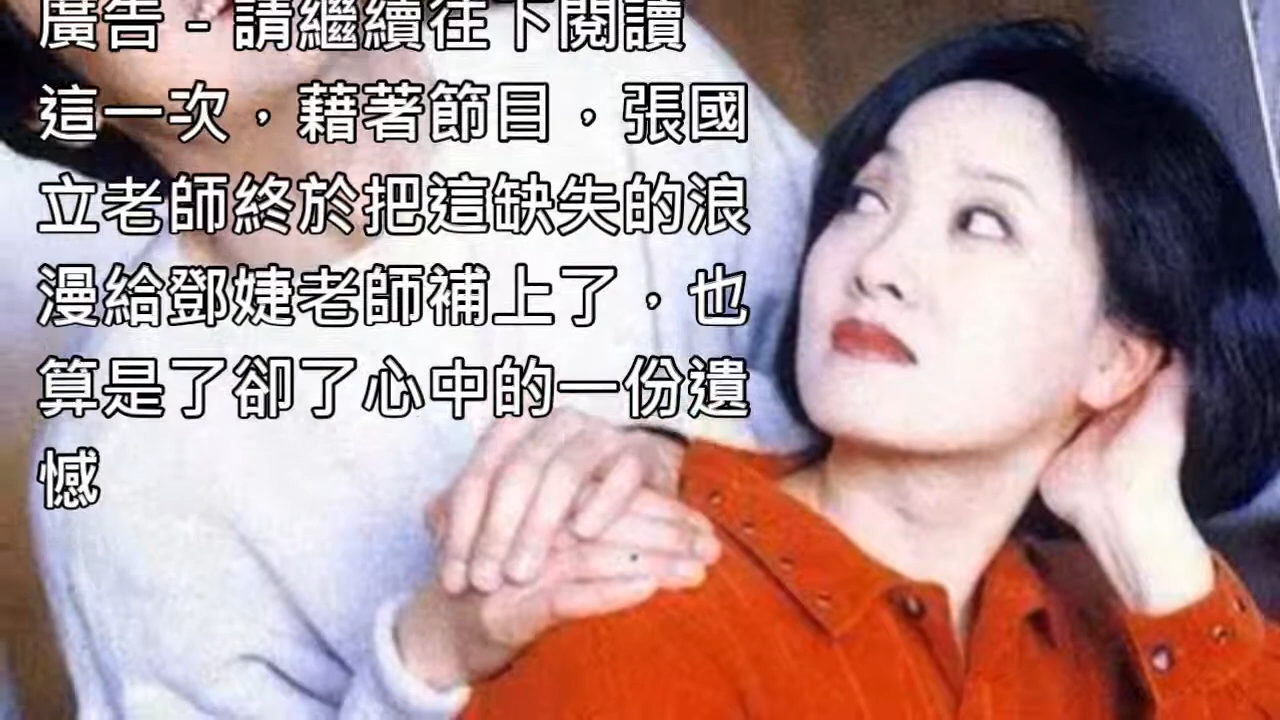 廣告 - 請繼續往下閱讀
這一次，藉著節目，張國
立老師終於把這缺失的浪
漫給鄧婕老師補上了，也
算是了卻了心中的一份遺
憾